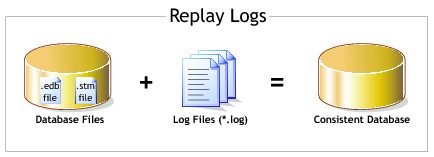 Replay Logs
.edb
file
.stm
file
+
=
Database Files
Log Files (*.log)
Consistent Database